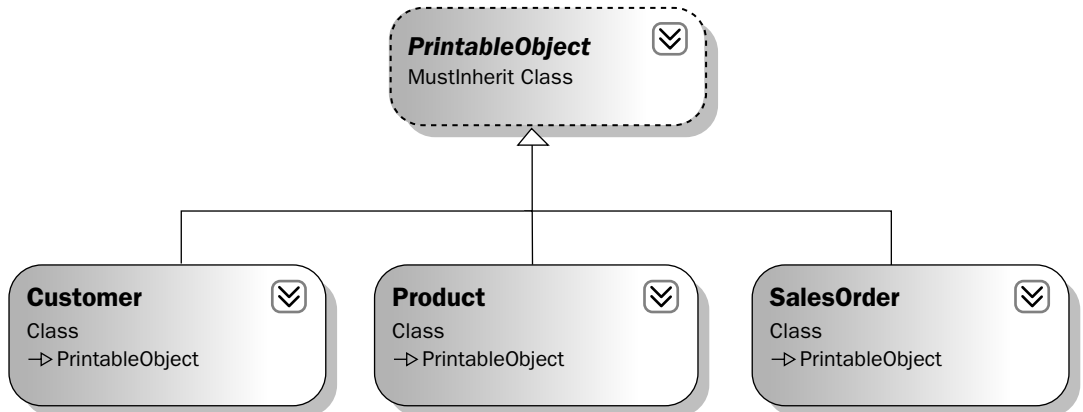 PrintableObject
MustInherit Class
Customer
Class
PrintableObject
Product
Class
PrintableObject
SalesOrder
Class
PrintableObject